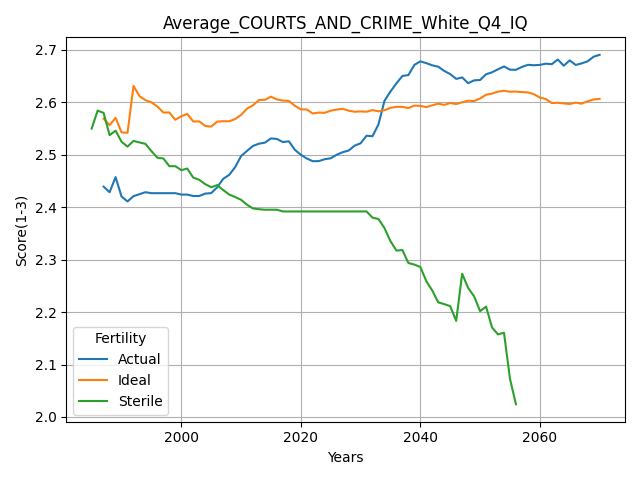 Average_COURTS_AND_CRIME_White_Q4_IQ
2.7
2.6
2.5
2.4
2.3
2.2
2.1
2.0
Score(1-3)
Fertility
Actual
Ideal
Sterile
2000
2020
2040
2060
Years